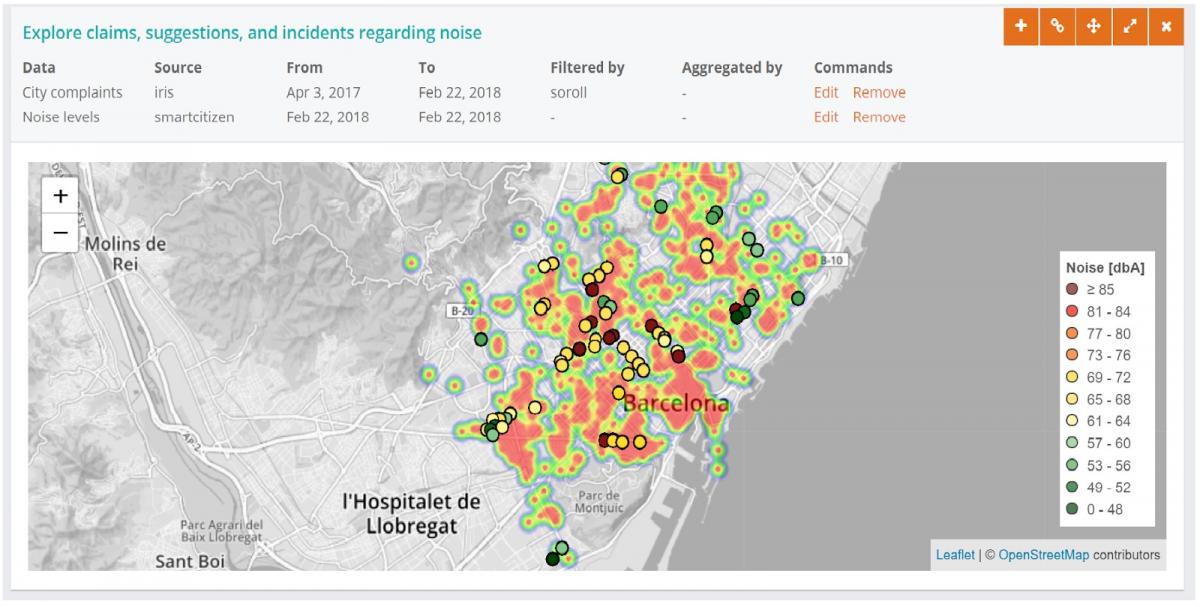 Explore claims, suggestions, and incidents regarding noise
Data Source From To Filtered by Aggregated by Commands
City complaints iris Apr 3, 2017 Feb 22, 2018 soroll - Edit Remove
Noise levels smartcitizen Feb 22, 2018 Feb 22, 2018 - - Edit Remove
+
−
Molins de
Rei
B-10
B-20
AP-2
Barcelona
l'Hospitalet de
Llobregat
Parc de
Montjuïc
Parc Agrari del
Baix Llobregat
Sant Boi
Noise [dbA]
≥ 85
81 - 84
77 - 80
73 - 76
69 - 72
65 - 68
61 - 64
57 - 60
53 - 56
49 - 52
0 - 48
Leaflet | © OpenStreetMap contributors